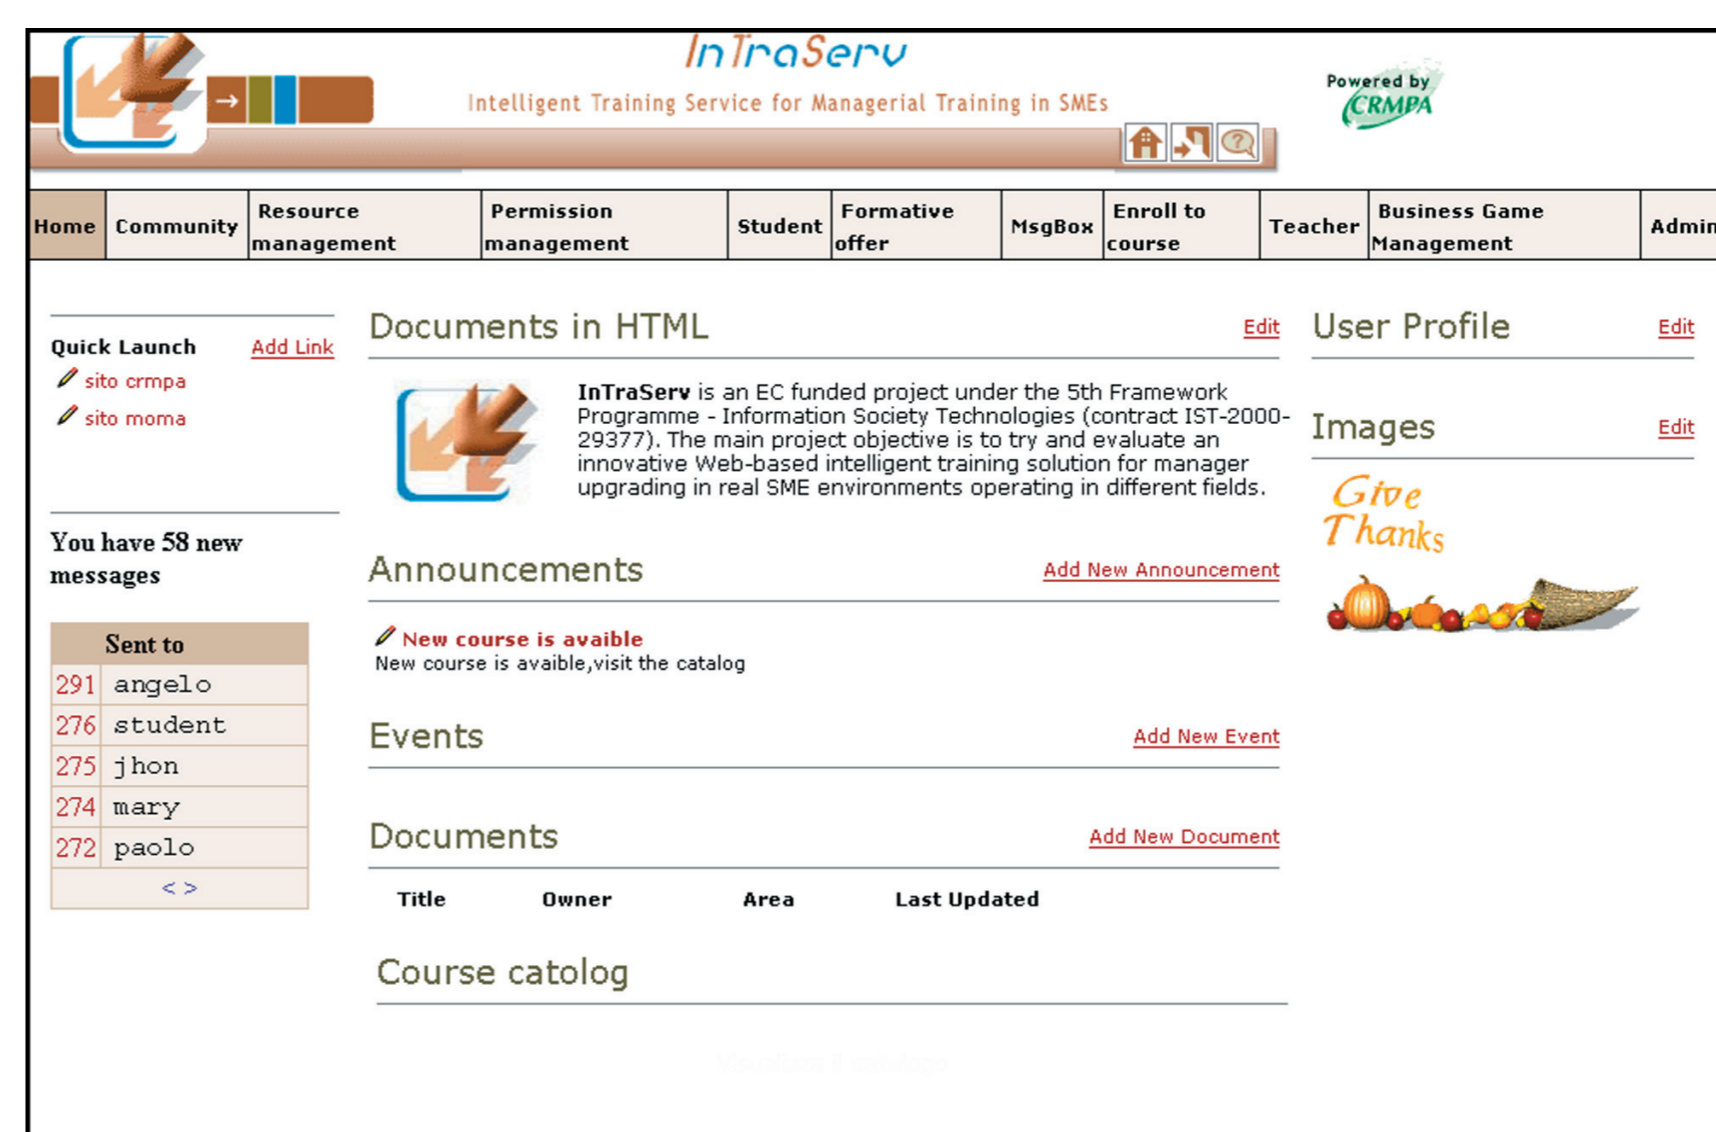 InTraServ
Intelligent Training Service for Managerial Training in SMEs
Powered by
CRMPA
Home
Community
Resource
management
Permission
management
Student
Formative
offer
MsgBox
Enroll to
course
Teacher
Business Game
Management
Admin
Quick Launch Add Link
sito crmpa
sito moma
You have 58 new
messages
Sent to
291 angelo
276 student
275 jhon
274 mary
272 paolo
< >
Documents in HTML Edit
InTraServ is an EC funded project under the 5th Framework
Programme - Information Society Technologies (contract IST-2000-
29377). The main project objective is to try and evaluate an
innovative Web-based intelligent training solution for manager
upgrading in real SME environments operating in different fields.
Announcements Add New Announcement
New course is avaible
New course is avaible,visit the catalog
Events Add New Event
Documents Add New Document
Title Owner Area Last Updated
Course catolog
User Profile Edit
Images Edit
Give
Thanks